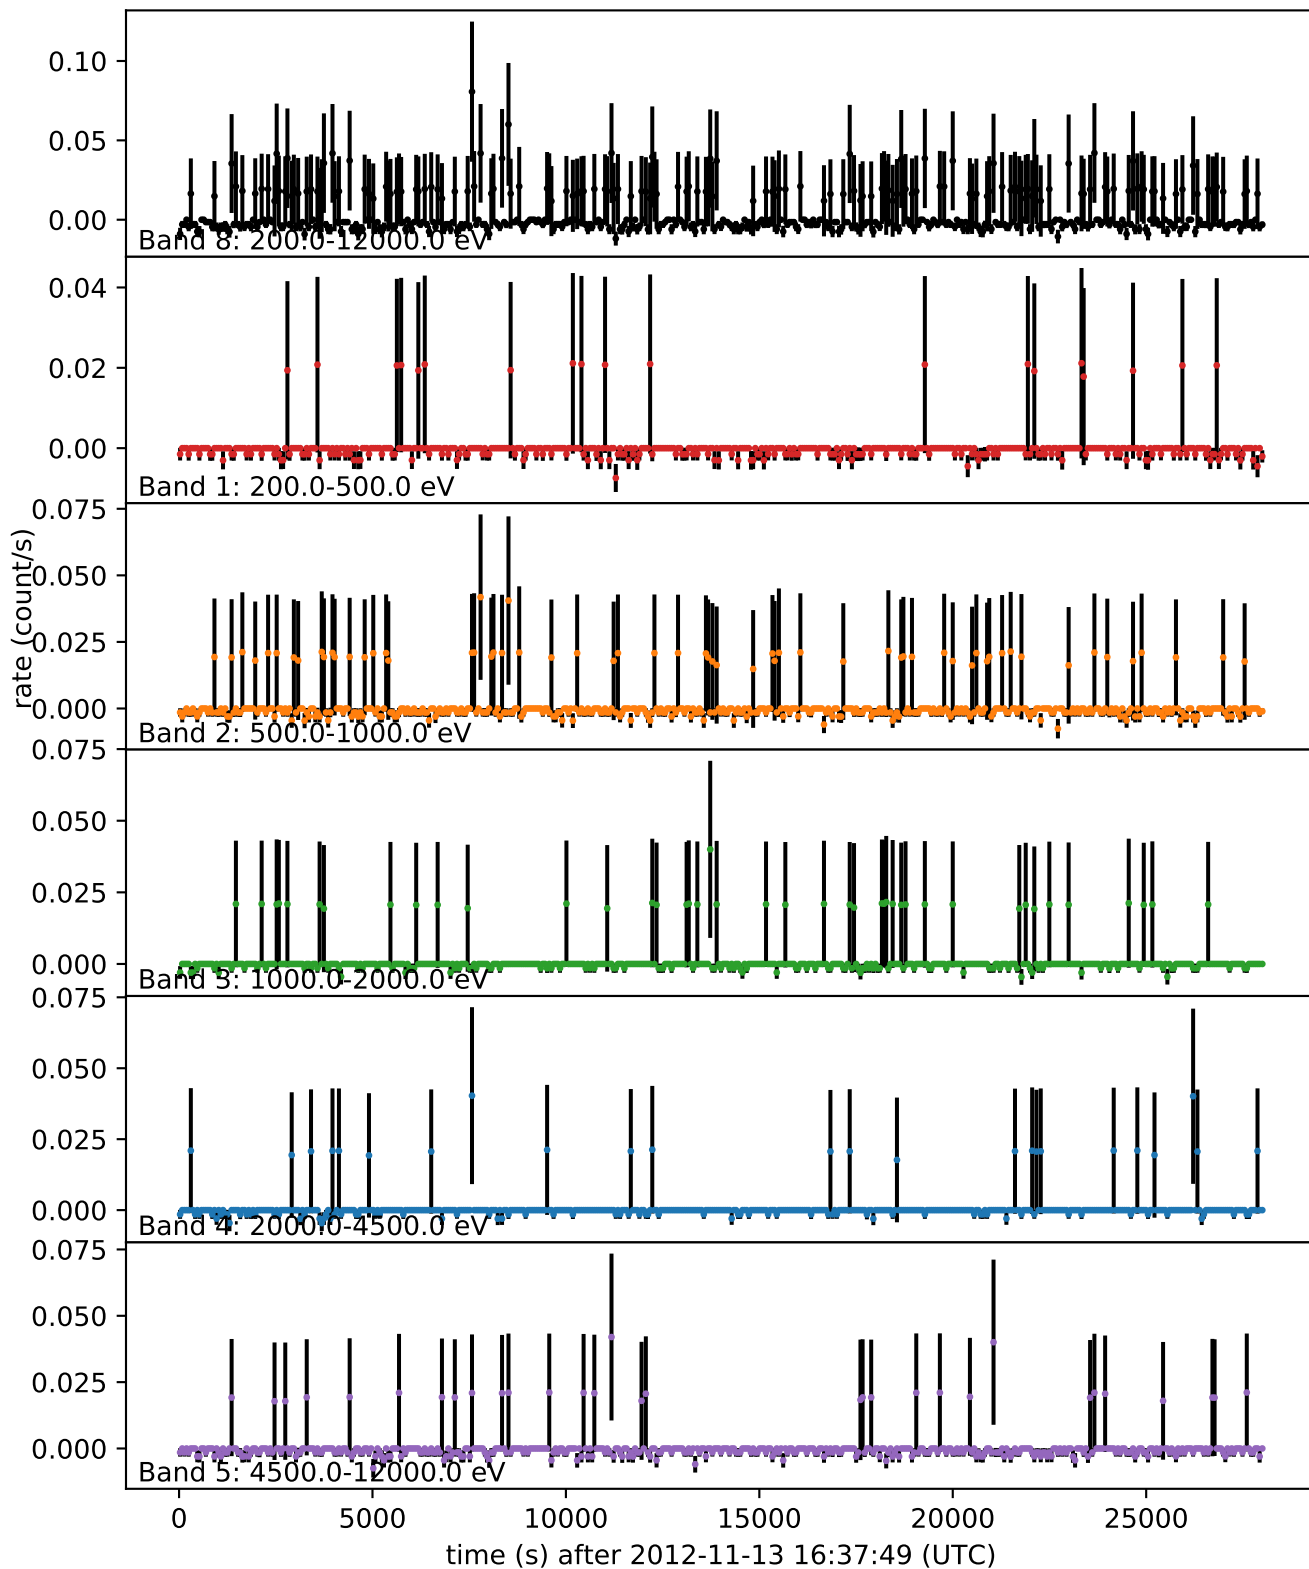 0.10
0.05
0.00
Band 8: 200.0-12000.0 eV
0.04
0.02
0.00
Band 1: 200.0-500.0 eV
rate (count/s)
0.075
0.050
0.025
0.000
Band 2: 500.0-1000.0 eV
0.075
0.050
0.025
0.000
Band 3: 1000.0-2000.0 eV
0.075
0.050
0.025
0.000
Band 4: 2000.0-4500.0 eV
0.075
0.050
0.025
0.000
Band 5: 4500.0-12000.0 eV
0 5000 10000 15000 20000 25000
time (s) after 2012-11-13 16:37:49 (UTC)